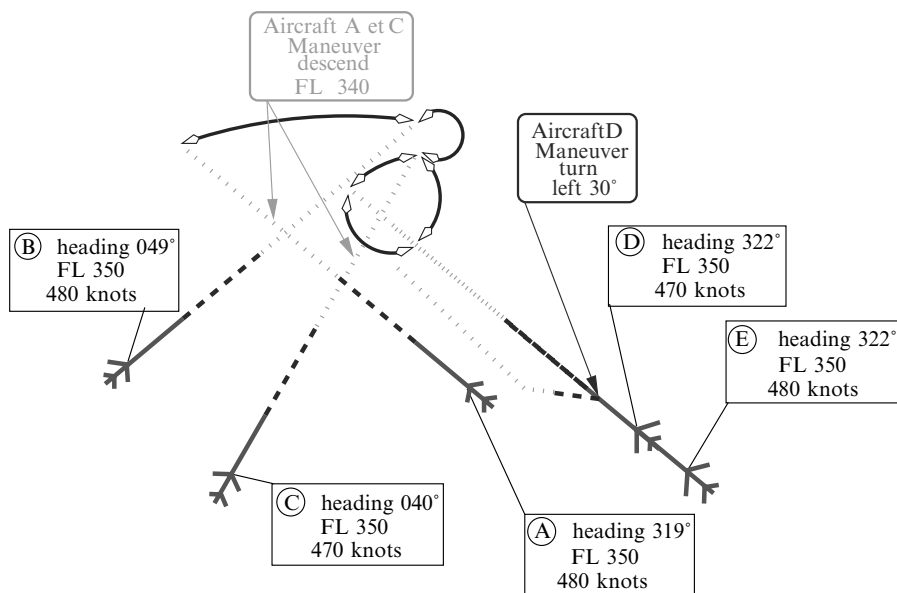 Aircraft A et C
Maneuver
descend
FL 340
AircraftD
Maneuver
turn
left 30°
B heading 049°
FL 350
480 knots
D heading 322°
FL 350
470 knots
E heading 322°
FL 350
480 knots
C heading 040°
FL 350
470 knots
A heading 319°
FL 350
480 knots